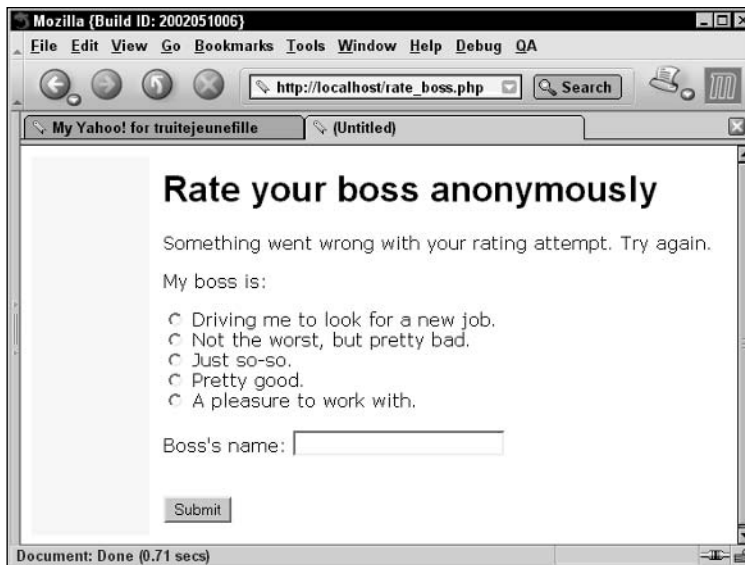 Mozilla {Build ID: 2002051006}
File Edit View Go Bookmarks Tools Window Help Debug QA
http://localhost/rate_boss.php Search
My Yahoo! for truitejeunefille (Untitled)
Rate your boss anonymously
Something went wrong with your rating attempt. Try again.
My boss is:
Driving me to look for a new job.
Not the worst, but pretty bad.
Just so-so.
Pretty good.
A pleasure to work with.
Boss's name:
Submit
Document: Done (0.71 secs)